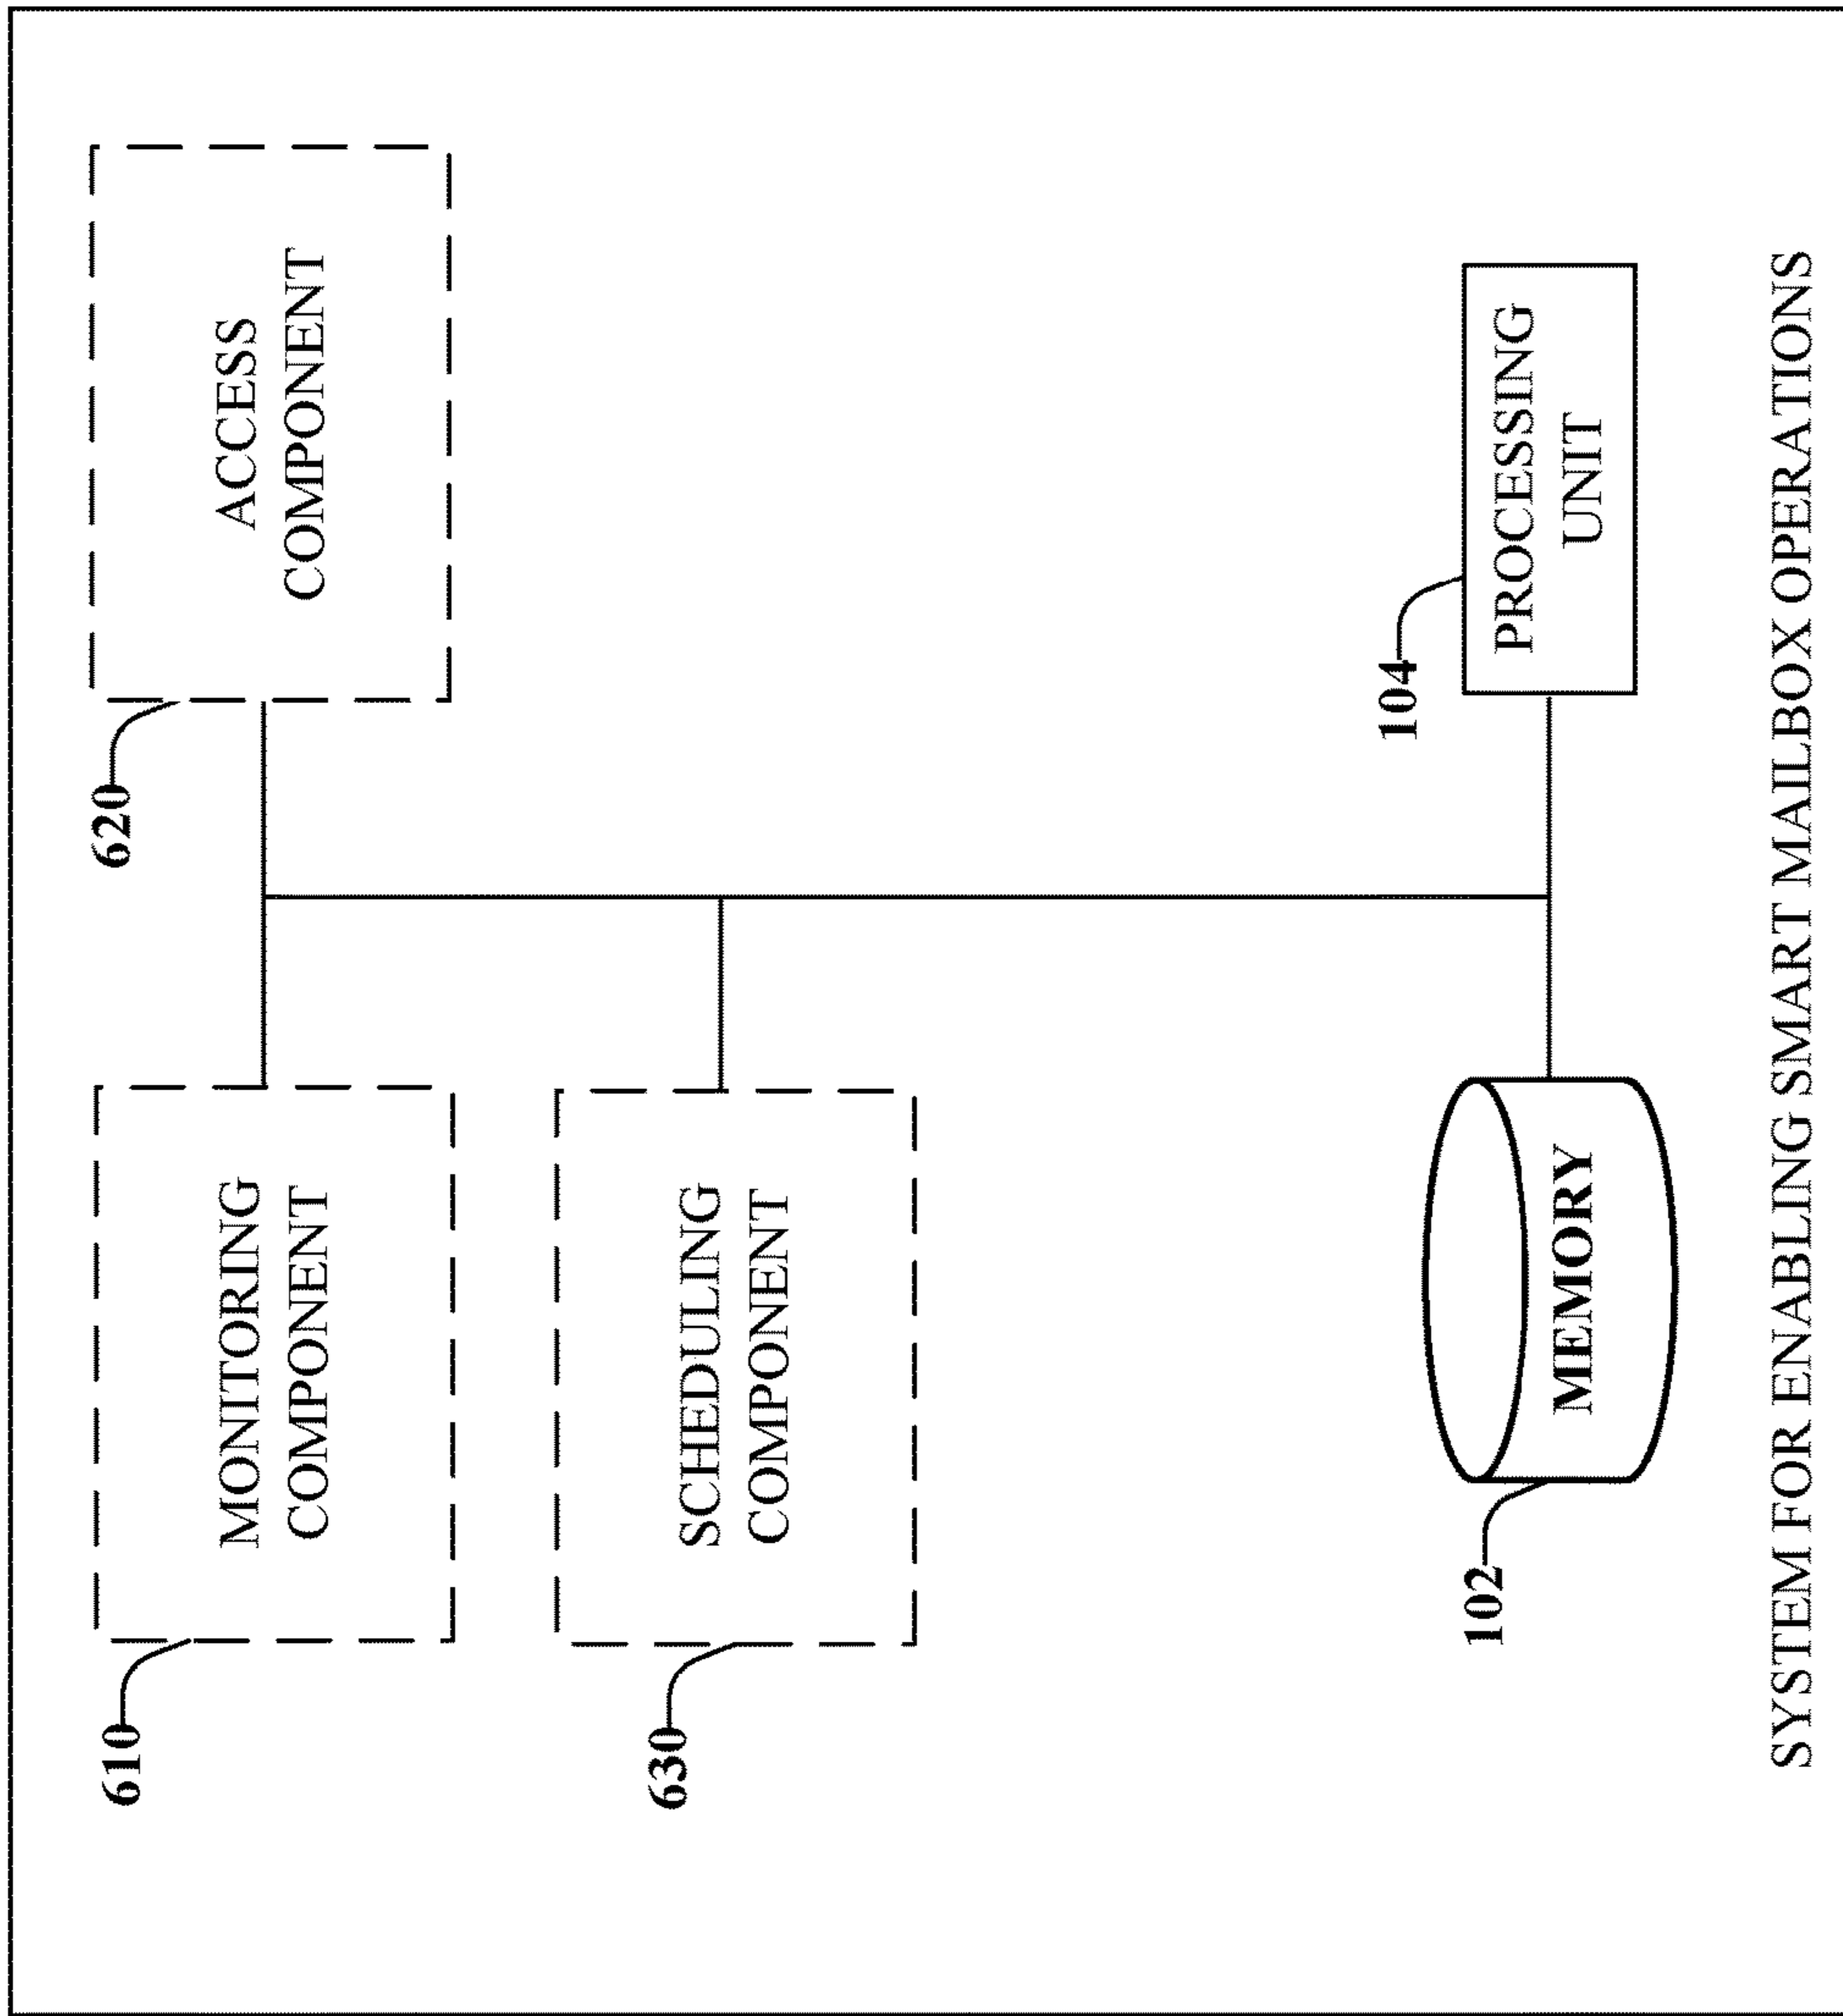 610
MONITORING
COMPONENT
620
ACCESS
COMPONENT
630
SCHEDULING
COMPONENT
102
MEMORY
104
PROCESSING
UNIT
SYSTEM FOR ENABLING SMART MAILBOX OPERATIONS